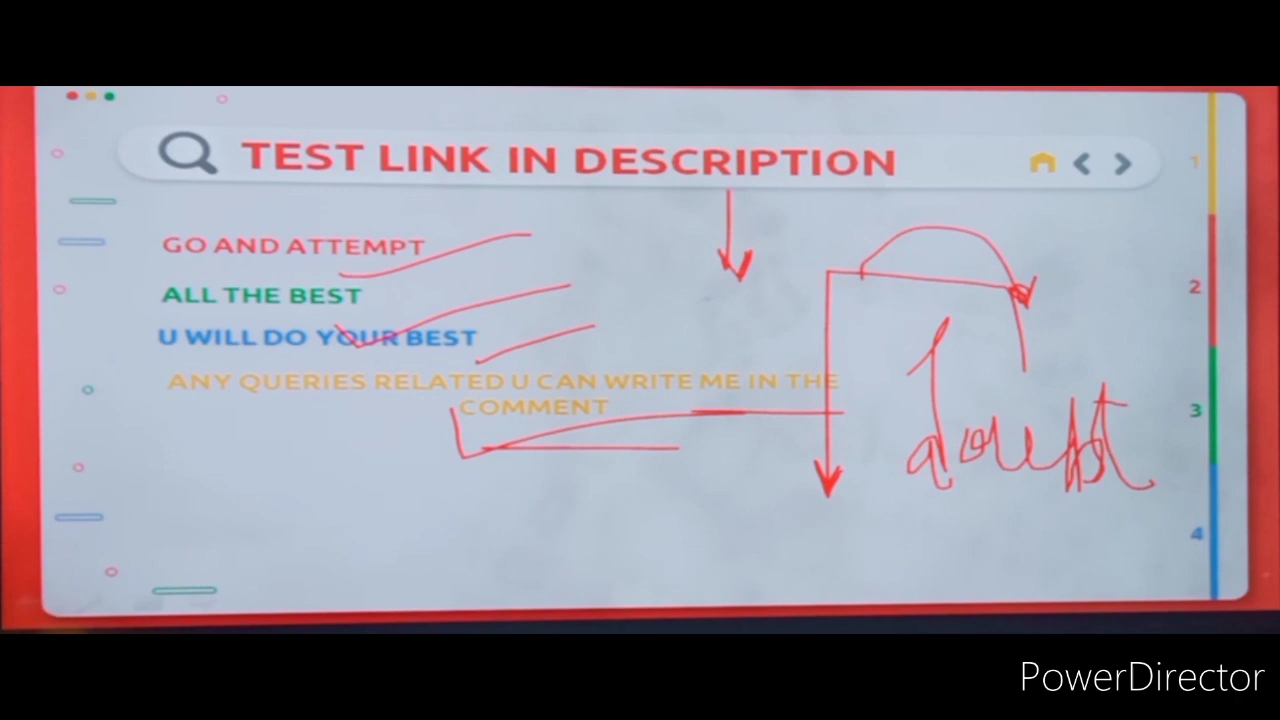 TEST LINK IN DESCRIPTION
1
GO AND ATTEMPT
2
ALL THE BEST
U WILL DO YOUR BEST
ANY QUERIES RELATED U CAN WRITE ME IN THE
COMMENT
3
doubt
4
PowerDirector